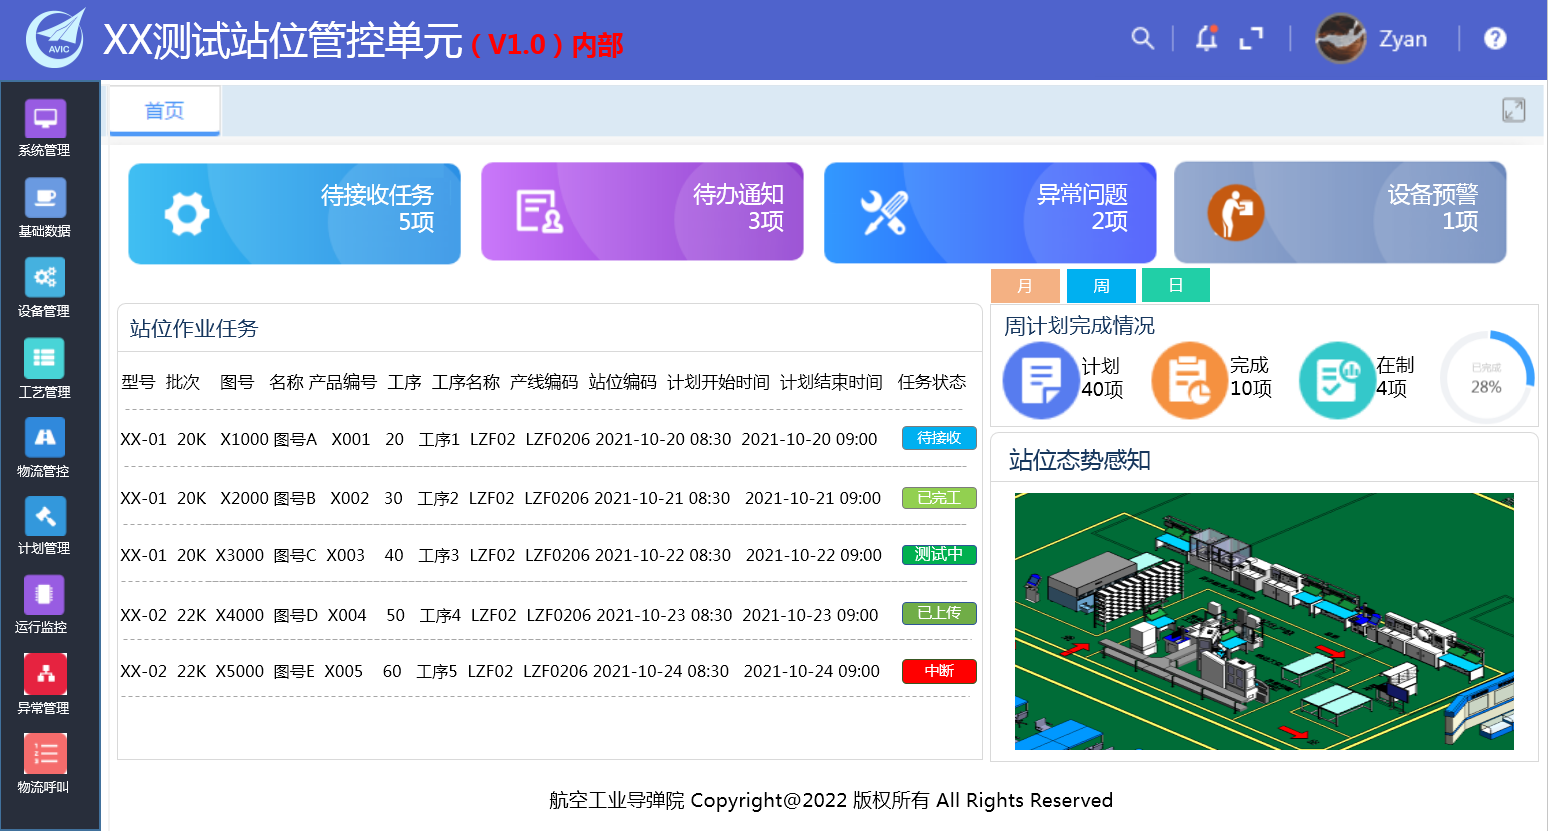 AVIC
XX测试站位管控单元（V1.0）内部
Zyan
首页
系统管理
基础数据
设备管理
工艺管理
物流管控
计划管理
运行监控
异常管理
物流呼叫
待接收任务
5项
待办通知
3项
异常问题
2项
设备预警
1项
月 周 日
站位作业任务
型号 批次 图号 名称 产品编号 工序 工序名称 产线编码 站位编码 计划开始时间 计划结束时间 任务状态
XX-01 20K X1000 图号A X001 20 工序1 LZF02 LZF0206 2021-10-20 08:30 2021-10-20 09:00 待接收
XX-01 20K X2000 图号B X002 30 工序2 LZF02 LZF0206 2021-10-21 08:30 2021-10-21 09:00 已完工
XX-01 20K X3000 图号C X003 40 工序3 LZF02 LZF0206 2021-10-22 08:30 2021-10-22 09:00 测试中
XX-02 22K X4000 图号D X004 50 工序4 LZF02 LZF0206 2021-10-23 08:30 2021-10-23 09:00 已上传
XX-02 22K X5000 图号E X005 60 工序5 LZF02 LZF0206 2021-10-24 08:30 2021-10-24 09:00 中断
周计划完成情况
计划
40项
完成
10项
在制
4项
已完成
28%
站位态势感知
航空工业导弹院 Copyright@2022 版权所有 All Rights Reserved